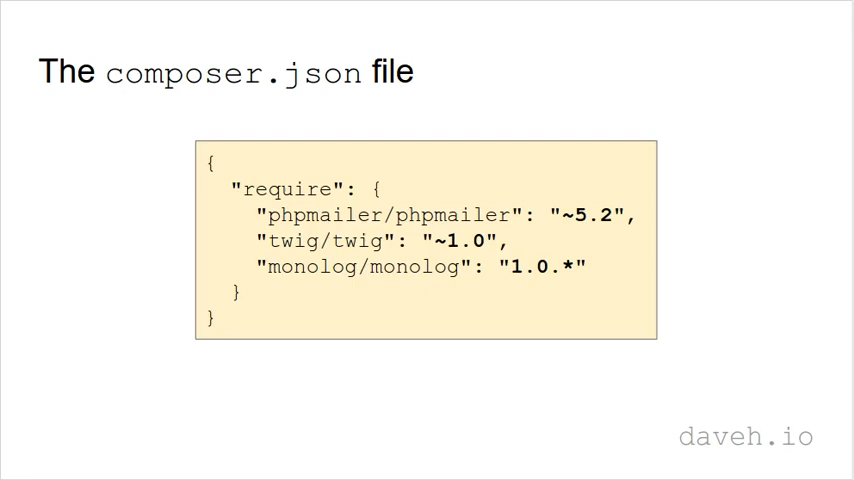 The composer.json file
{
  "require": {
    "phpmailer/phpmailer": "~5.2",
    "twig/twig": "~1.0",
    "monolog/monolog": "1.0.*"
  }
}
daveh.io